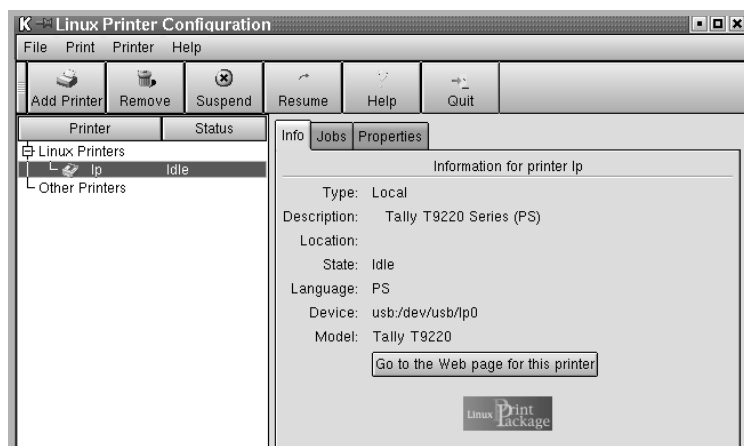 Linux Printer Configuration
File Print Printer Help
Add Printer Remove Suspend Resume Help Quit
Printer Status
Linux Printers
lp Idle
Other Printers
Info Jobs Properties
Information for printer lp
Type: Local
Description: Tally T9220 Series (PS)
Location:
State: Idle
Language: PS
Device: usb:/dev/usb/lp0
Model: Tally T9220
Go to the Web page for this printer
Linux Print Package